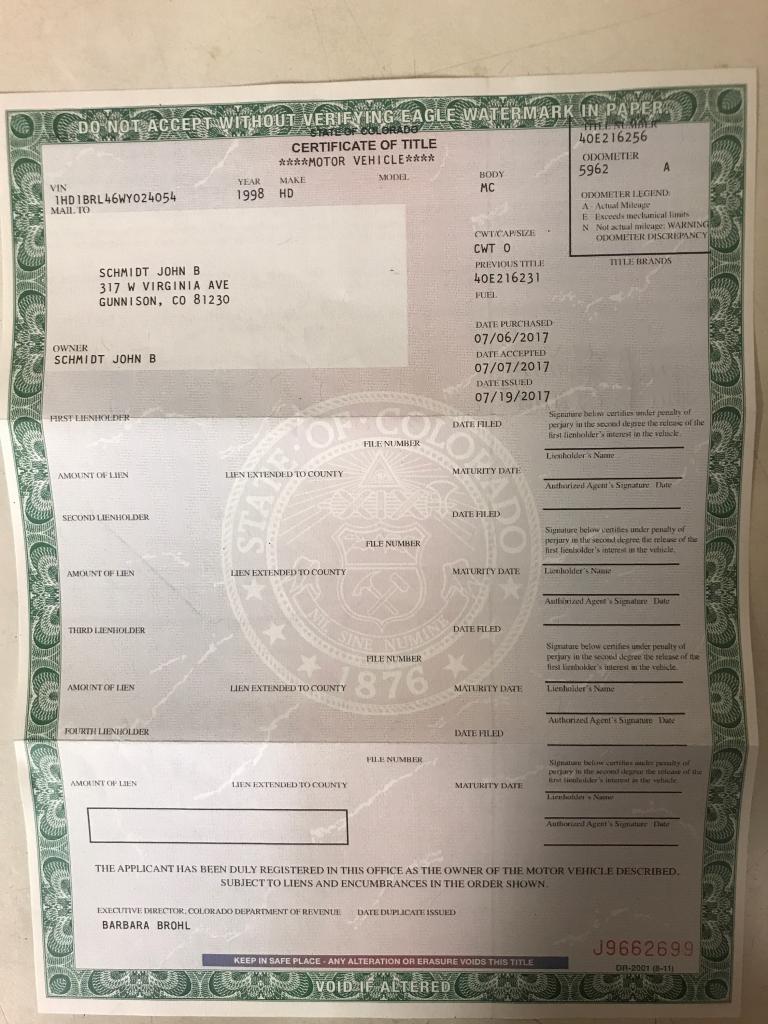 DO NOT ACCEPT WITHOUT VERIFYING EAGLE WATERMARK IN PAPER.
STATE OF COLORADO
CERTIFICATE OF TITLE
****MOTOR VEHICLE****
TITLE NUMBER
40E216256
ODOMETER
5962 A
ODOMETER LEGEND:
A - Actual Mileage
E Exceeds mechanical limits
N Not actual mileage: WARNING
ODOMETER DISCREPANCY
VIN YEAR MAKE MODEL BODY
1HD1BRL46WY024054 1998 HD MC
MAIL TO
SCHMIDT JOHN B
317 W VIRGINIA AVE
GUNNISON, CO 81230
CWT/CAP/SIZE
CWT 0
PREVIOUS TITLE
40E216231
FUEL
TITLE BRANDS
DATE PURCHASED
07/06/2017
DATE ACCEPTED
07/07/2017
DATE ISSUED
07/19/2017
OWNER
SCHMIDT JOHN B
STATE OF COLORADO
NIL SINE NUMINE
1876
FIRST LIENHOLDER DATE FILED
FILE NUMBER
AMOUNT OF LIEN LIEN EXTENDED TO COUNTY MATURITY DATE
Signature below certifies under penalty of
perjury in the second degree the release of the
first lienholder's interest in the vehicle.
Lienholder's Name
Authorized Agent's Signature Date
SECOND LIENHOLDER DATE FILED
FILE NUMBER
AMOUNT OF LIEN LIEN EXTENDED TO COUNTY MATURITY DATE
Signature below certifies under penalty of
perjury in the second degree the release of the
first lienholder's interest in the vehicle.
Lienholder's Name
Authorized Agent's Signature Date
THIRD LIENHOLDER DATE FILED
FILE NUMBER
AMOUNT OF LIEN LIEN EXTENDED TO COUNTY MATURITY DATE
Signature below certifies under penalty of
perjury in the second degree the release of the
first lienholder's interest in the vehicle.
Lienholder's Name
Authorized Agent's Signature Date
FOURTH LIENHOLDER DATE FILED
FILE NUMBER
AMOUNT OF LIEN LIEN EXTENDED TO COUNTY MATURITY DATE
Signature below certifies under penalty of
perjury in the second degree the release of the
first lienholder's interest in the vehicle.
Lienholder's Name
Authorized Agent's Signature Date
THE APPLICANT HAS BEEN DULY REGISTERED IN THIS OFFICE AS THE OWNER OF THE MOTOR VEHICLE DESCRIBED,
SUBJECT TO LIENS AND ENCUMBRANCES IN THE ORDER SHOWN.
EXECUTIVE DIRECTOR, COLORADO DEPARTMENT OF REVENUE DATE DUPLICATE ISSUED
BARBARA BROHL
J9662699
KEEP IN SAFE PLACE - ANY ALTERATION OR ERASURE VOIDS THIS TITLE
DR-2001 (8-11)
VOID IF ALTERED